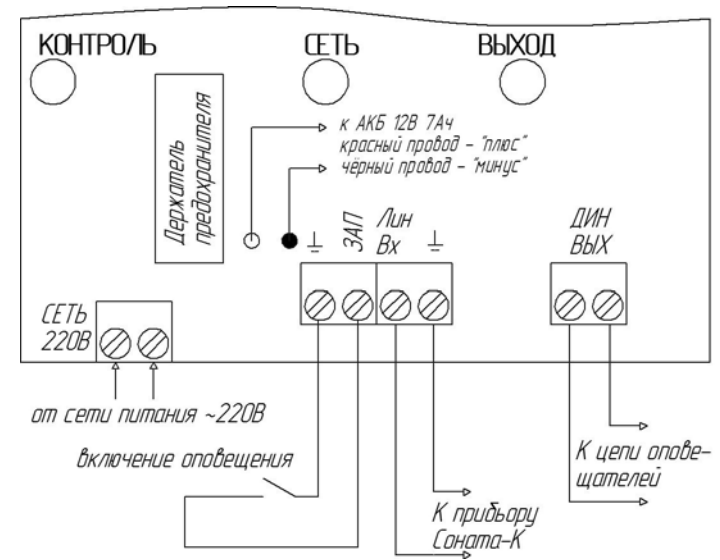 КОНТРОЛЬ
СЕТЬ
ВЫХОД
Держатель
предохранителя
к АКБ 12В 7Ач
красный провод - "плюс"
чёрный провод - "минус"
ЗАП
Лин
Вх
ДИН
ВЫХ
СЕТЬ
220В
от сети питания ~220В
включение оповещения
К прибору
Соната-К
К цепи опове-
щателей